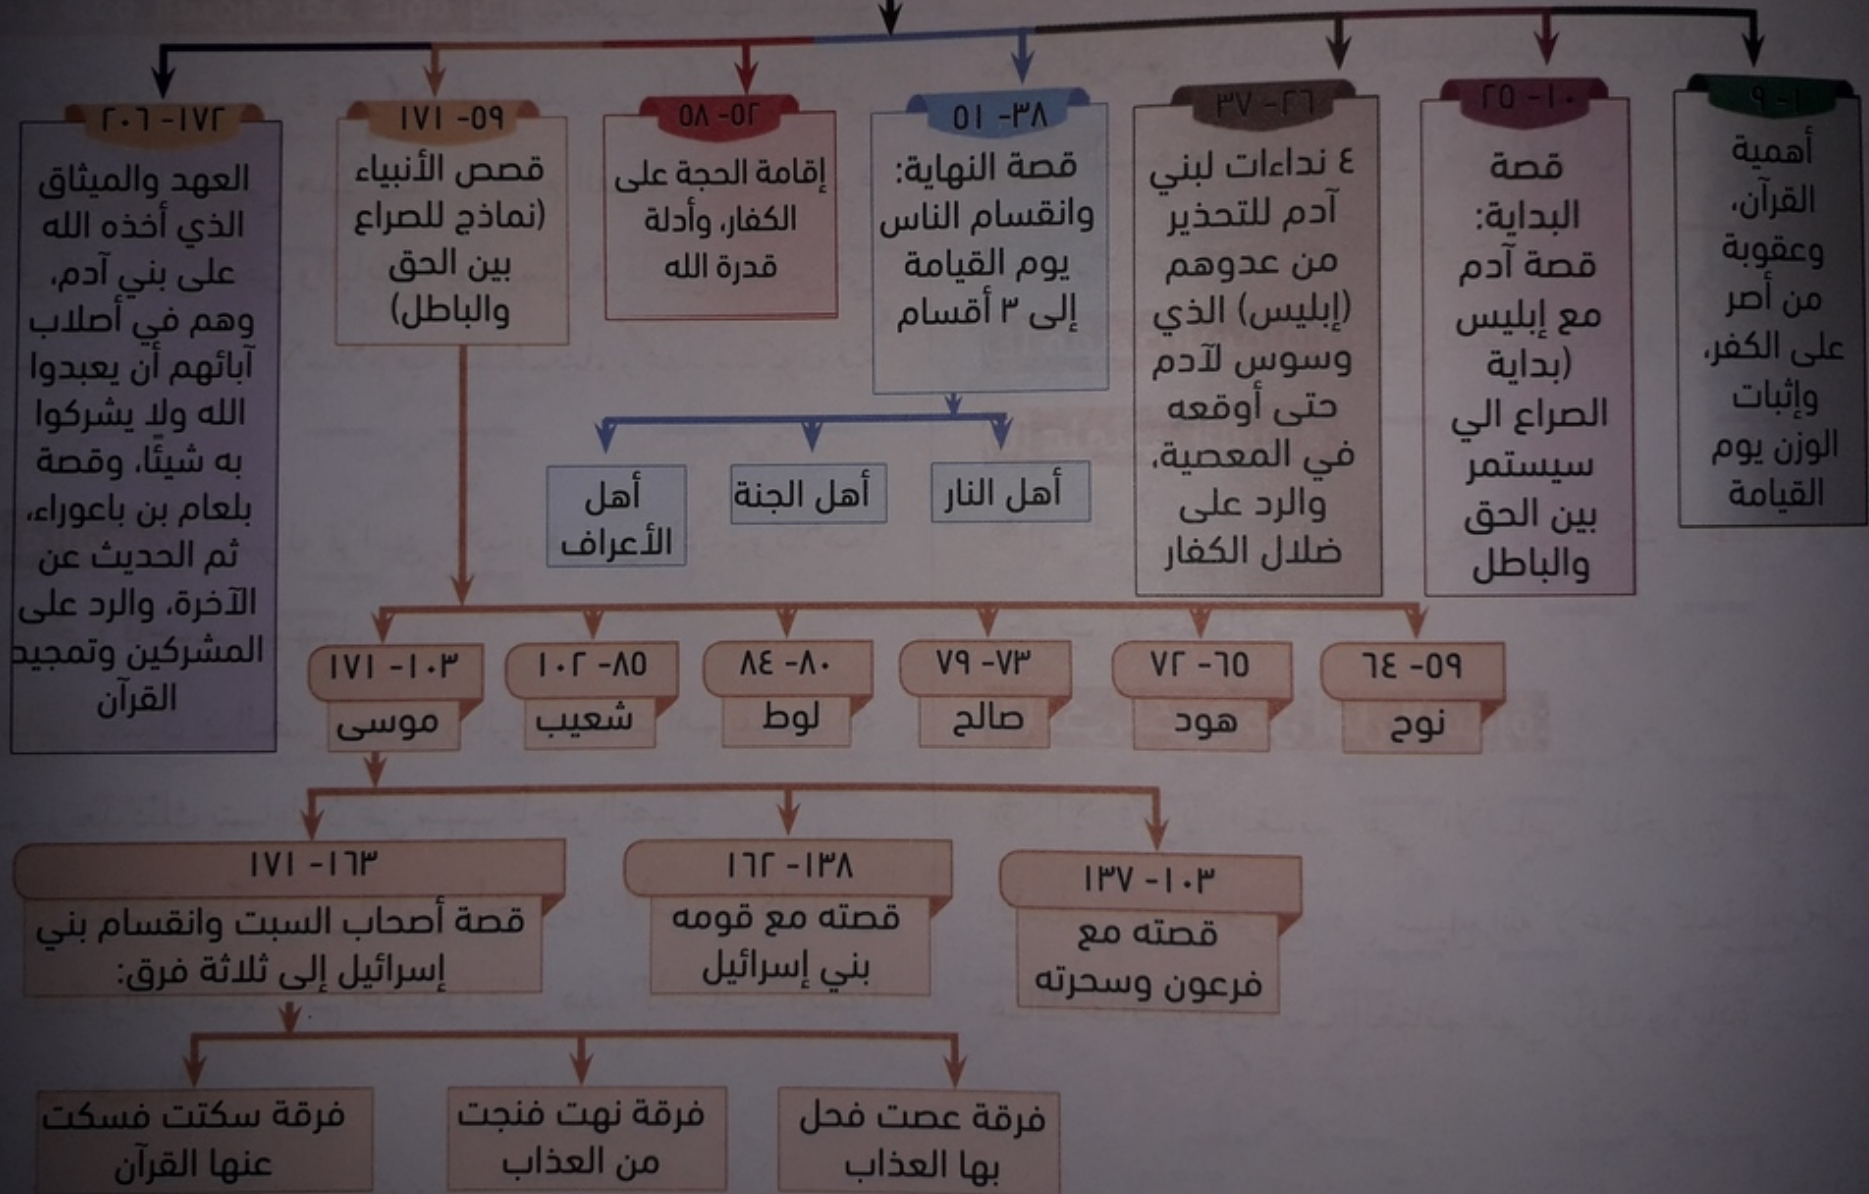 ١- ٩
أهمية
القرآن،
وعقوبة
من أصر
على الكفر،
وإثبات
الوزن يوم
القيامة
١٠- ٢٥
قصة
البداية:
قصة آدم
مع إبليس
(بداية
الصراع الي
سيستمر
بين الحق
والباطل
٢٦- ٣٧
٤ نداءات لبني
آدم للتحذير
من عدوهم
(إبليس) الذي
وسوس لآدم
حتى أوقعه
في المعصية،
والرد على
ضلال الكفار
٣٨- ٥١
قصة النهاية:
وانقسام الناس
يوم القيامة
إلى ٣ أقسام
أهل النار
أهل الجنة
أهل
الأعراف
٥٢- ٥٨
إقامة الحجة على
الكفار، وأدلة
قدرة الله
٥٩- ١٧١
قصص الأنبياء
(نماذج للصراع
بين الحق
والباطل)
٥٩- ٦٤
نوح
٦٥- ٧٢
هود
٧٣- ٧٩
صالح
٨٠- ٨٤
لوط
٨٥- ١٠٢
شعيب
١٠٣- ١٧١
موسى
١٠٣- ١٣٧
قصته مع
فرعون وسحرته
١٣٨- ١٦٢
قصته مع قومه
بني إسرائيل
١٦٣- ١٧١
قصة أصحاب السبت وانقسام بني
إسرائيل إلى ثلاثة فرق:
فرقة عصت فحل
بها العذاب
فرقة نهت فنجت
من العذاب
فرقة سكتت فسكت
عنها القرآن
١٧٢- ٢٠٦
العهد والميثاق
الذي أخذه الله
على بني آدم،
وهم في أصلاب
آبائهم أن يعبدوا
الله ولا يشركوا
به شيئًا، وقصة
بلعام بن باعوراء،
ثم الحديث عن
الآخرة، والرد على
المشركين وتمجيد
القرآن